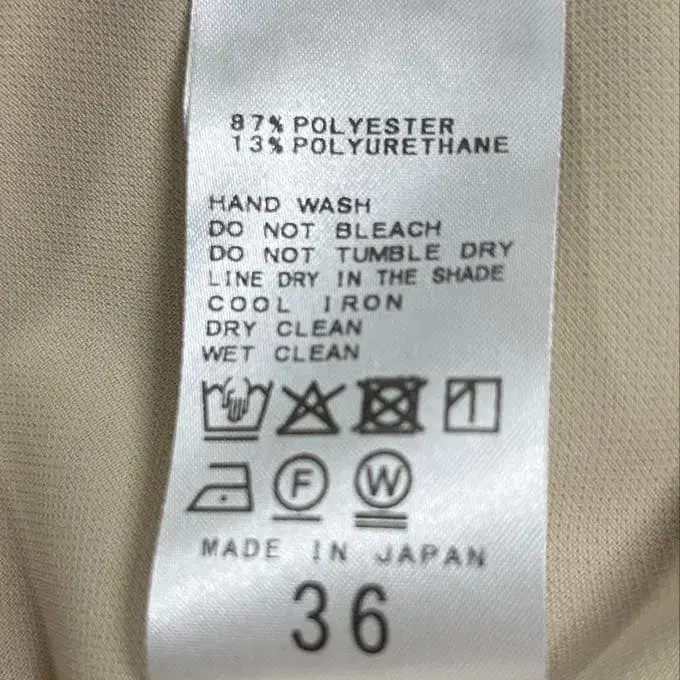 87% POLYESTER
13% POLYURETHANE
HAND WASH
DO NOT BLEACH
DO NOT TUMBLE DRY
LINE DRY IN THE SHADE
COOL IRON
DRY CLEAN
WET CLEAN
F W
MADE IN JAPAN
36